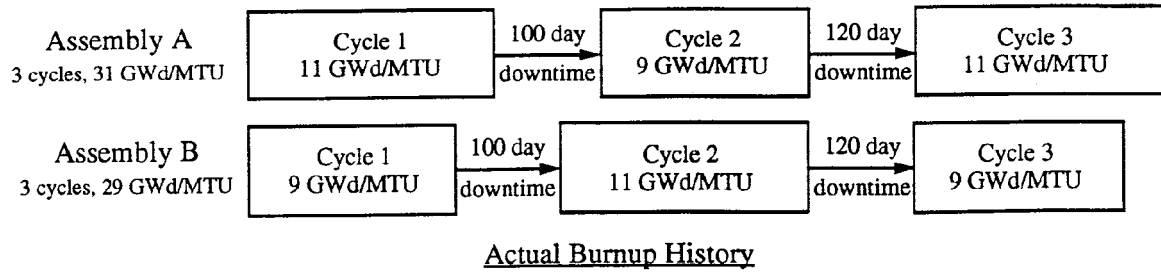 Assembly A
3 cycles, 31 GWd/MTU
Cycle 1
11 GWd/MTU
100 day
downtime
Cycle 2
9 GWd/MTU
120 day
downtime
Cycle 3
11 GWd/MTU
Assembly B
3 cycles, 29 GWd/MTU
Cycle 1
9 GWd/MTU
100 day
downtime
Cycle 2
11 GWd/MTU
120 day
downtime
Cycle 3
9 GWd/MTU
Actual Burnup History